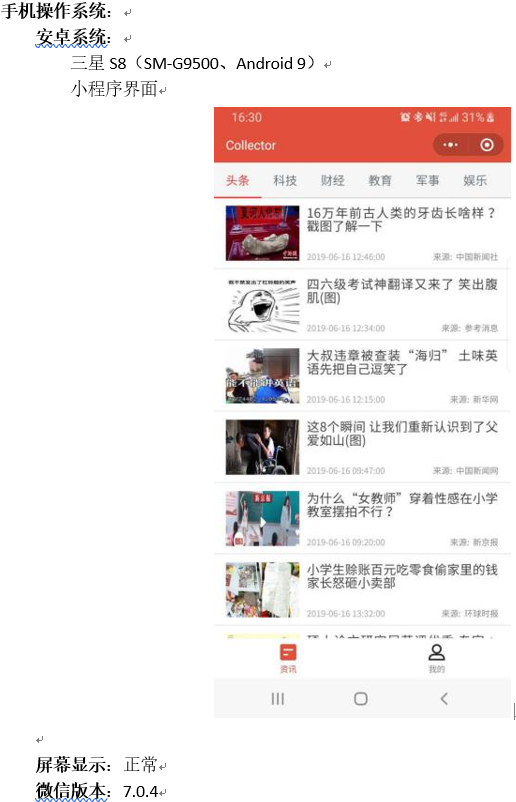 手机操作系统：
安卓系统：
三星 S8（SM-G9500、Android 9）
小程序界面
16:30
31%
Collector
头条 科技 财经 教育 军事 娱乐
16万年前古人类的牙齿长啥样？
戳图了解一下
2019-06-16 12:46:00 来源: 中国新闻社
四六级考试神翻译又来了 笑出腹
肌(图)
2019-06-16 12:34:00 来源: 参考消息
大叔违章被查装“海归” 土味英
语先把自己逗笑了
能不能讲英语
2019-06-16 12:15:00 来源: 新华网
这8个瞬间 让我们重新认识到了父
爱如山(图)
2019-06-16 09:47:00 来源: 中国新闻网
为什么“女教师”穿着性感在小学
教室摆拍不行？
新京报
2019-06-16 09:20:00 来源: 新京报
小学生赊账百元吃零食偷家里的钱
家长怒砸小卖部
2019-06-16 13:32:00 来源: 环球时报
资讯 我的
屏幕显示：正常
微信版本：7.0.4